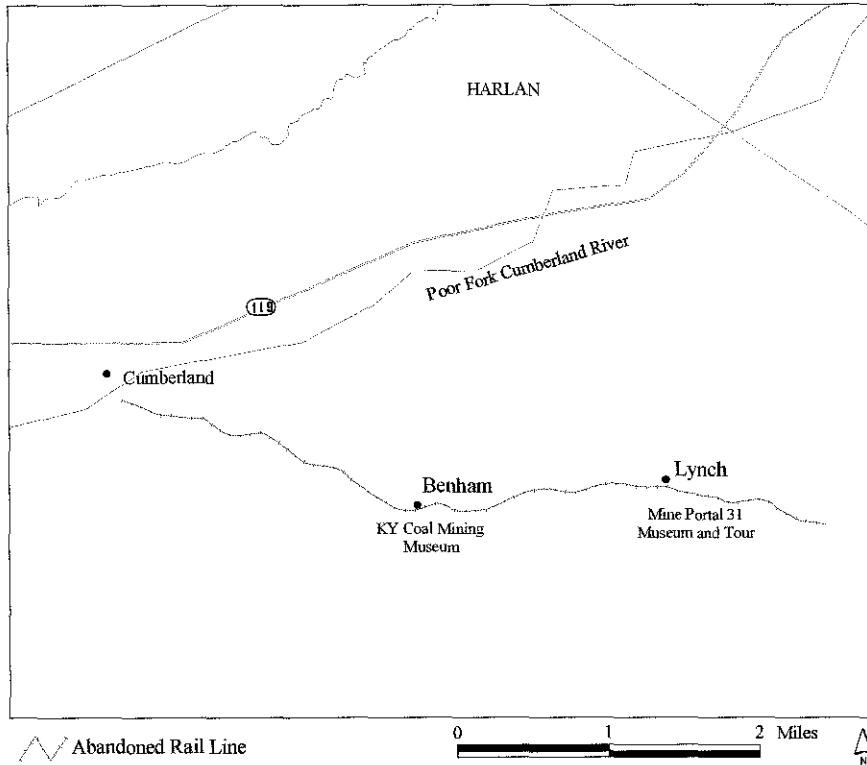 HARLAN
Poor Fork Cumberland River
119
Cumberland
Benham
KY Coal Mining
Museum
Lynch
Mine Portal 31
Museum and Tour
Abandoned Rail Line
0 1 2 Miles
N